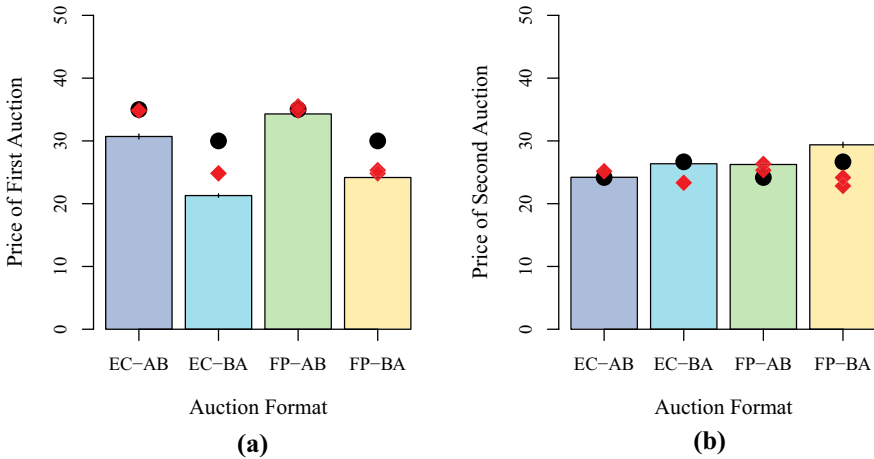 Price of First Auction
50
40
30
20
10
0
EC−AB EC−BA FP−AB FP−BA
Auction Format
(a)
Price of Second Auction
50
40
30
20
10
0
EC−AB EC−BA FP−AB FP−BA
Auction Format
(b)